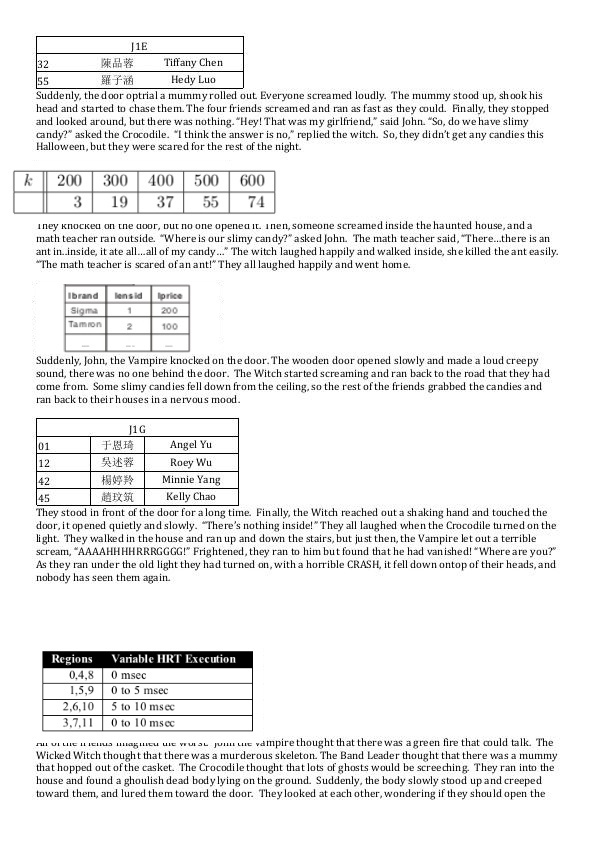 J1E
32 陳品蓉 Tiffany Chen
55 羅子涵 Hedy Luo
Suddenly, the door optrial a mummy rolled out. Everyone screamed loudly. The mummy stood up, shook his
head and started to chase them. The four friends screamed and ran as fast as they could. Finally, they stopped
and looked around, but there was nothing. “Hey! That was my girlfriend,” said John. “So, do we have slimy
candy?” asked the Crocodile. “I think the answer is no,” replied the witch. So, they didn't get any candies this
Halloween, but they were scared for the rest of the night.
k 200 300 400 500 600
3 19 37 55 74
They knocked on the door, but no one opened it. Then, someone screamed inside the haunted house, and a
math teacher ran outside. “Where is our slimy candy?” asked John. The math teacher said, “There…there is an
ant in..inside, it ate all…all of my candy…” The witch laughed happily and walked inside, she killed the ant easily.
“The math teacher is scared of an ant!” They all laughed happily and went home.
lbrand lensid lprice
Sigma 1 200
Tamron 2 100
... ... ...
Suddenly, John, the Vampire knocked on the door. The wooden door opened slowly and made a loud creepy
sound, there was no one behind the door. The Witch started screaming and ran back to the road that they had
come from. Some slimy candies fell down from the ceiling, so the rest of the friends grabbed the candies and
ran back to their houses in a nervous mood.
J1G
01 于恩琦 Angel Yu
12 吳述蓉 Roey Wu
42 楊婷羚 Minnie Yang
45 趙玟筑 Kelly Chao
They stood in front of the door for a long time. Finally, the Witch reached out a shaking hand and touched the
door, it opened quietly and slowly. “There's nothing inside!” They all laughed when the Crocodile turned on the
light. They walked in the house and ran up and down the stairs, but just then, the Vampire let out a terrible
scream, “AAAAHHHHRRRGGGG!” Frightened, they ran to him but found that he had vanished! “Where are you?”
As they ran under the old light they had turned on, with a horrible CRASH, it fell down ontop of their heads, and
nobody has seen them again.
Regions Variable HRT Execution
0,4,8 0 msec
1,5,9 0 to 5 msec
2,6,10 5 to 10 msec
3,7,11 0 to 10 msec
All of the friends imagined the worst. John the Vampire thought that there was a green fire that could talk. The
Wicked Witch thought that there was a murderous skeleton. The Band Leader thought that there was a mummy
that hopped out of the casket. The Crocodile thought that lots of ghosts would be screeching. They ran into the
house and found a ghoulish dead body lying on the ground. Suddenly, the body slowly stood up and creeped
toward them, and lured them toward the door. They looked at each other, wondering if they should open the